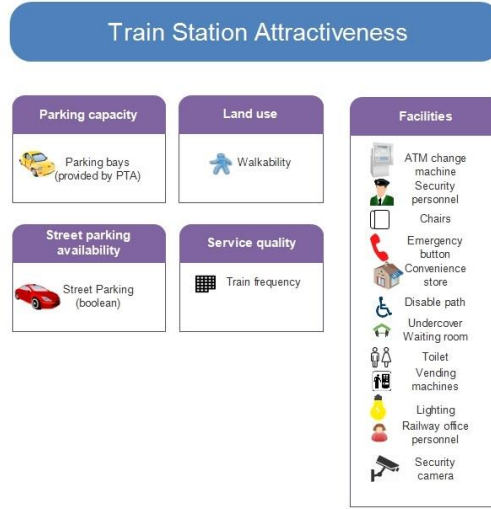 Train Station Attractiveness
Parking capacity
Parking bays
(provided by PTA)
Land use
Walkability
Street parking
availability
Street Parking
(boolean)
Service quality
Train frequency
Facilities
ATM change
machine
Security
personnel
Chairs
Emergency
button
Convenience
store
Disable path
Undercover
Waiting room
Toilet
Vending
machines
Lighting
Railway office
personnel
Security
camera